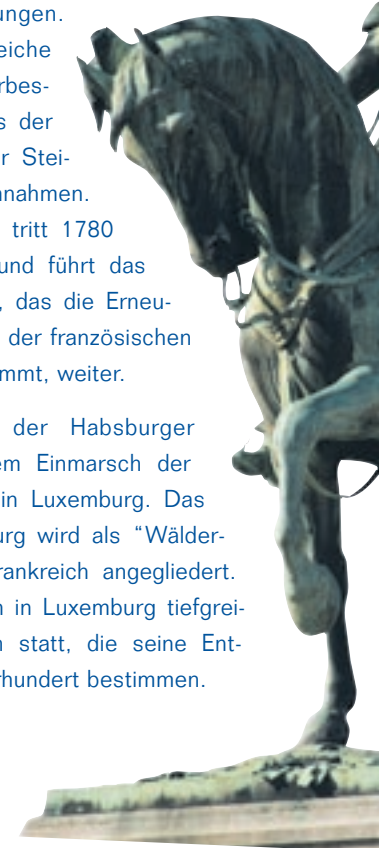 ungen.
eiche
rbes-
s der
r Stei-
nahmen.
tritt 1780
und führt das
, das die Erneu-
der französischen
mmt, weiter.
der Habsburger
em Einmarsch der
in Luxemburg. Das
urg wird als “Wälder-
rankreich angegliedert.
n in Luxemburg tiefgrei-
n statt, die seine Ent-
rhundert bestimmen.